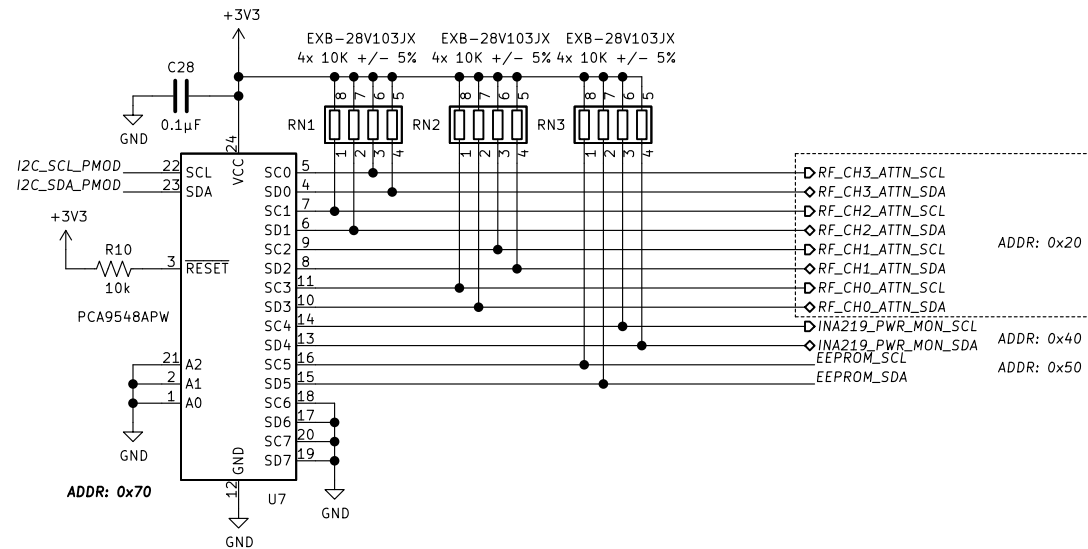 +3V3
EXB-28V103JX EXB-28V103JX EXB-28V103JX
4x 10K +/- 5% 4x 10K +/- 5% 4x 10K +/- 5%
C28
0.1µF
GND
8 7 6 5
8 7 6 5
8 7 6 5
RN1
RN2
RN3
1 2 3 4
1 2 3 4
1 2 3 4
24
VCC
I2C_SCL_PMOD 22 SCL
I2C_SDA_PMOD 23 SDA
+3V3
R10
10k
3 RESET
PCA9548APW
21 A2
2 A1
1 A0
GND
ADDR: 0x70
SC0 5 RF_CH3_ATTN_SCL
SD0 4 RF_CH3_ATTN_SDA
SC1 7 RF_CH2_ATTN_SCL
SD1 6 RF_CH2_ATTN_SDA
SC2 9 RF_CH1_ATTN_SCL
SD2 8 RF_CH1_ATTN_SDA
SC3 11 RF_CH0_ATTN_SCL
SD3 10 RF_CH0_ATTN_SDA
ADDR: 0x20
SC4 14 INA219_PWR_MON_SCL
SD4 13 INA219_PWR_MON_SDA
ADDR: 0x40
SC5 16 EEPROM_SCL
SD5 15 EEPROM_SDA
ADDR: 0x50
SC6 18
SD6 17
SC7 20
SD7 19
GND
12
GND
U7
GND